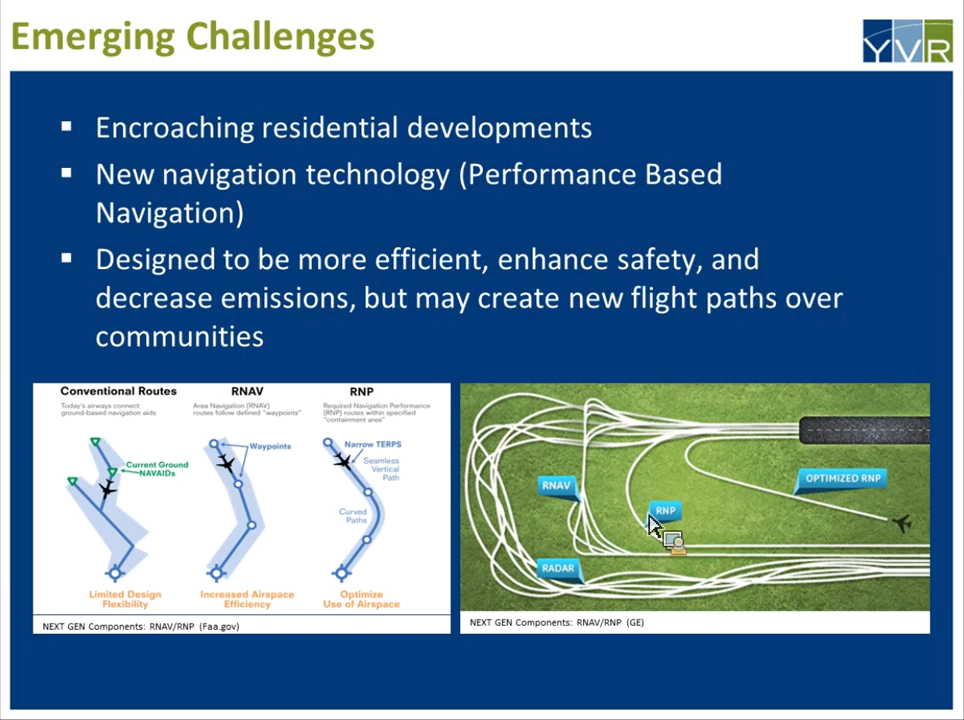 Emerging Challenges
YVR
▪ Encroaching residential developments
▪ New navigation technology (Performance Based
Navigation)
▪ Designed to be more efficient, enhance safety, and
decrease emissions, but may create new flight paths over
communities
Conventional Routes
Today's airways connect
ground-based navigation aids
Current Ground
NAVAIDs
Limited Design
Flexibility
RNAV
Area Navigation (RNAV)
routes follow defined "waypoints"
Waypoints
Increased Airspace
Efficiency
RNP
Required Navigation Performance
(RNP) routes within specified
"containment area"
Narrow TERPS
Seamless
Vertical
Path
Curved
Paths
Optimize
Use of Airspace
NEXT GEN Components: RNAV/RNP (Faa.gov)
OPTIMIZED RNP
RNAV
RNP
RADAR
NEXT GEN Components: RNAV/RNP (GE)